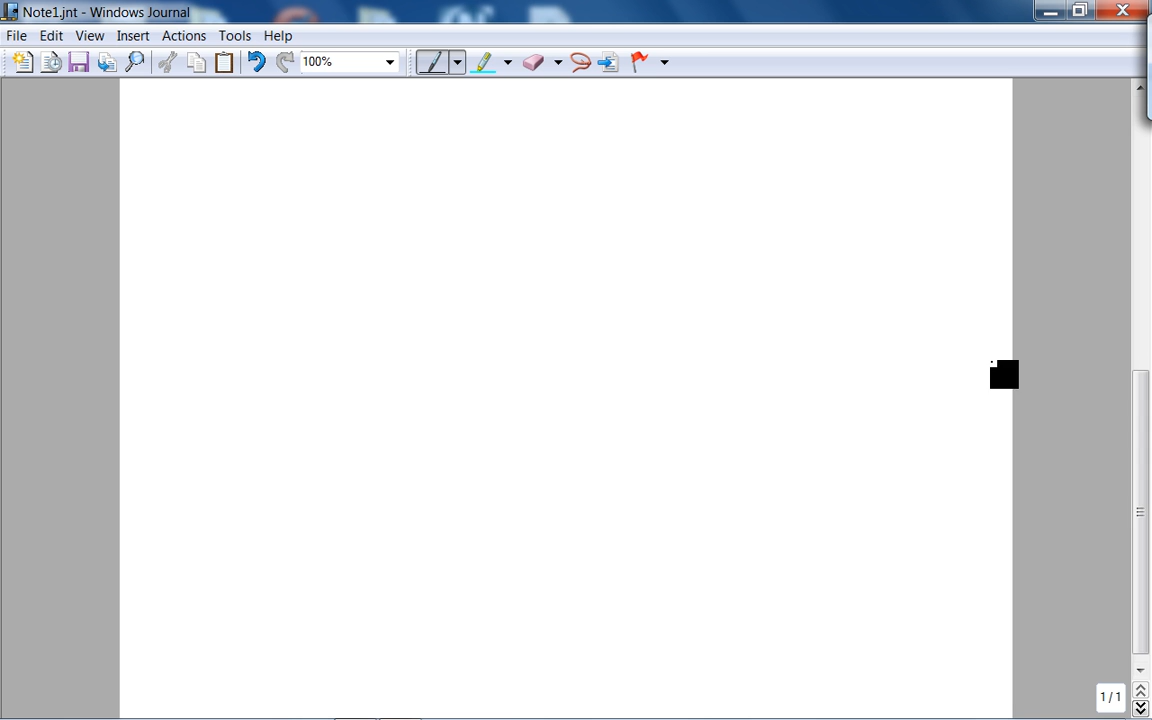 Note1.jnt - Windows Journal
File Edit View Insert Actions Tools Help
100%
1 / 1